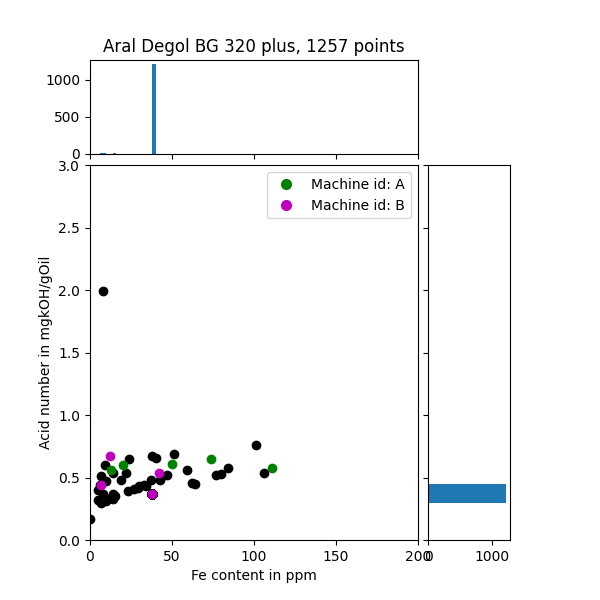 Aral Degol BG 320 plus, 1257 points
1000
500
0
3.0
2.5
2.0
1.5
1.0
0.5
0.0
Acid number in mgkOH/gOil
Machine id: A
Machine id: B
0 50 100 150 200
0 1000
Fe content in ppm